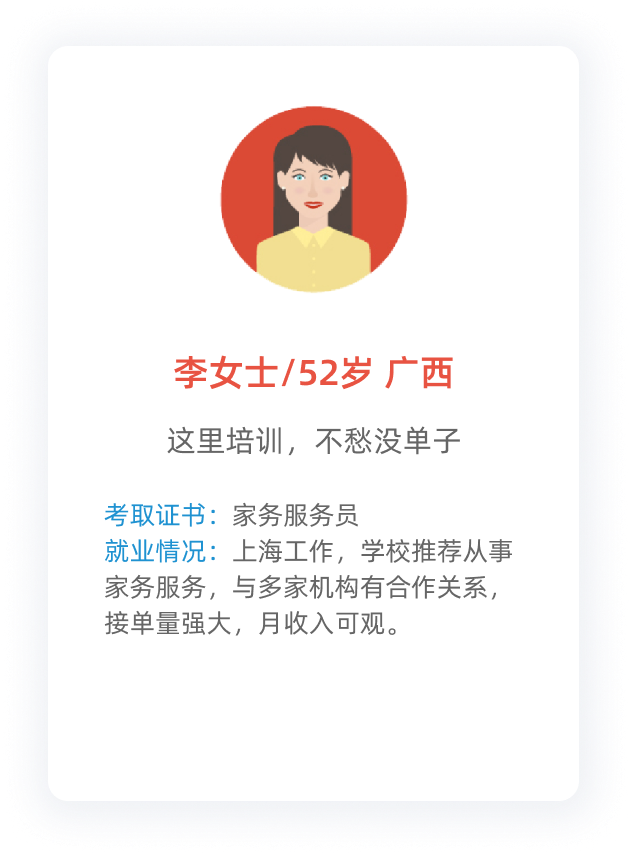 李女士/52岁 广西
这里培训，不愁没单子
考取证书：家务服务员
就业情况：上海工作，学校推荐从事
家务服务，与多家机构有合作关系，
接单量强大，月收入可观。